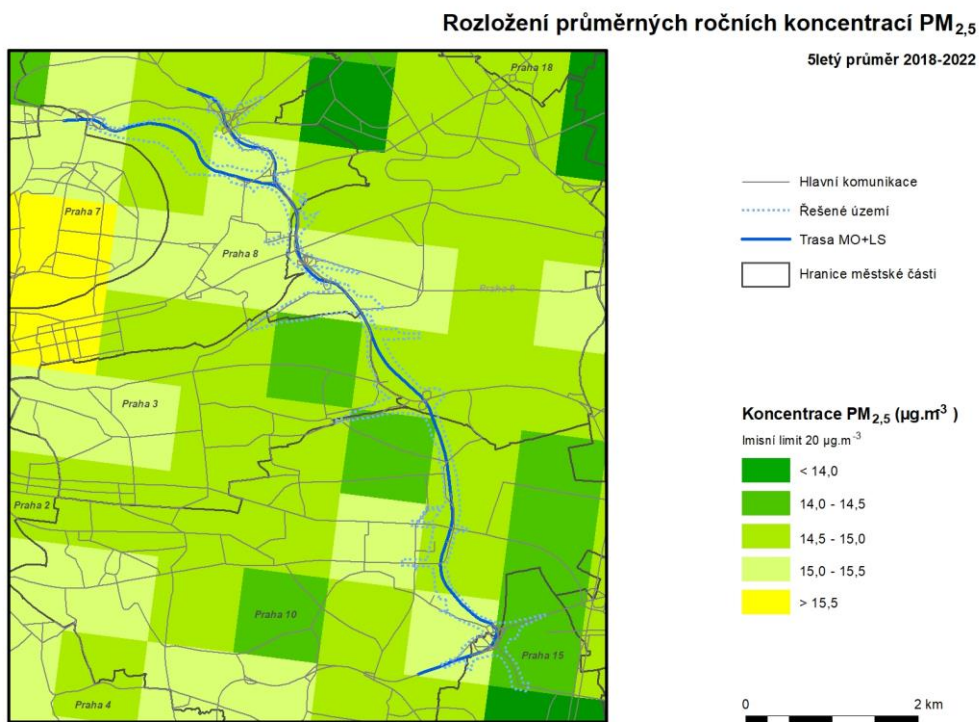 Rozložení průměrných ročních koncentrací PM2,5
5letý průměr 2018-2022
Praha 18
Praha 7
Praha 8
Praha 9
Praha 3
Praha 2
Praha 10
Praha 15
Praha 4
Hlavní komunikace
Řešené území
Trasa MO+LS
Hranice městské části
Koncentrace PM2,5 (µg.m³ )
Imisní limit 20 µg.m-3
< 14,0
14,0 - 14,5
14,5 - 15,0
15,0 - 15,5
> 15,5
0 2 km